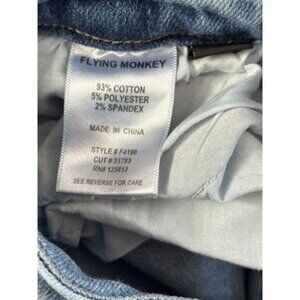 FLYING MONKEY
93% COTTON
5% POLYESTER
2% SPANDEX
MADE IN CHINA
STYLE # F4190
CUT # 51793
RN# 125813
SEE REVERSE FOR CARE